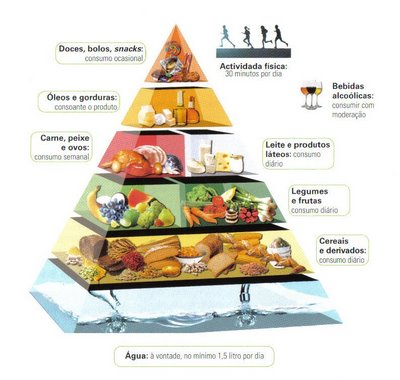 Doces, bolos, snacks:
consumo ocasional
Actividade física:
30 minutos por dia
Óleos e gorduras:
consoante o produto
Bebidas
alcoólicas:
consumir com
moderação
Carne, peixe
e ovos:
consumo semanal
Leite e produtos
láteos: consumo
diário
Legumes
e frutas
consumo diário
Cereais
e derivados:
consumo diário
Água: à vontade, no mínimo 1,5 litro por dia